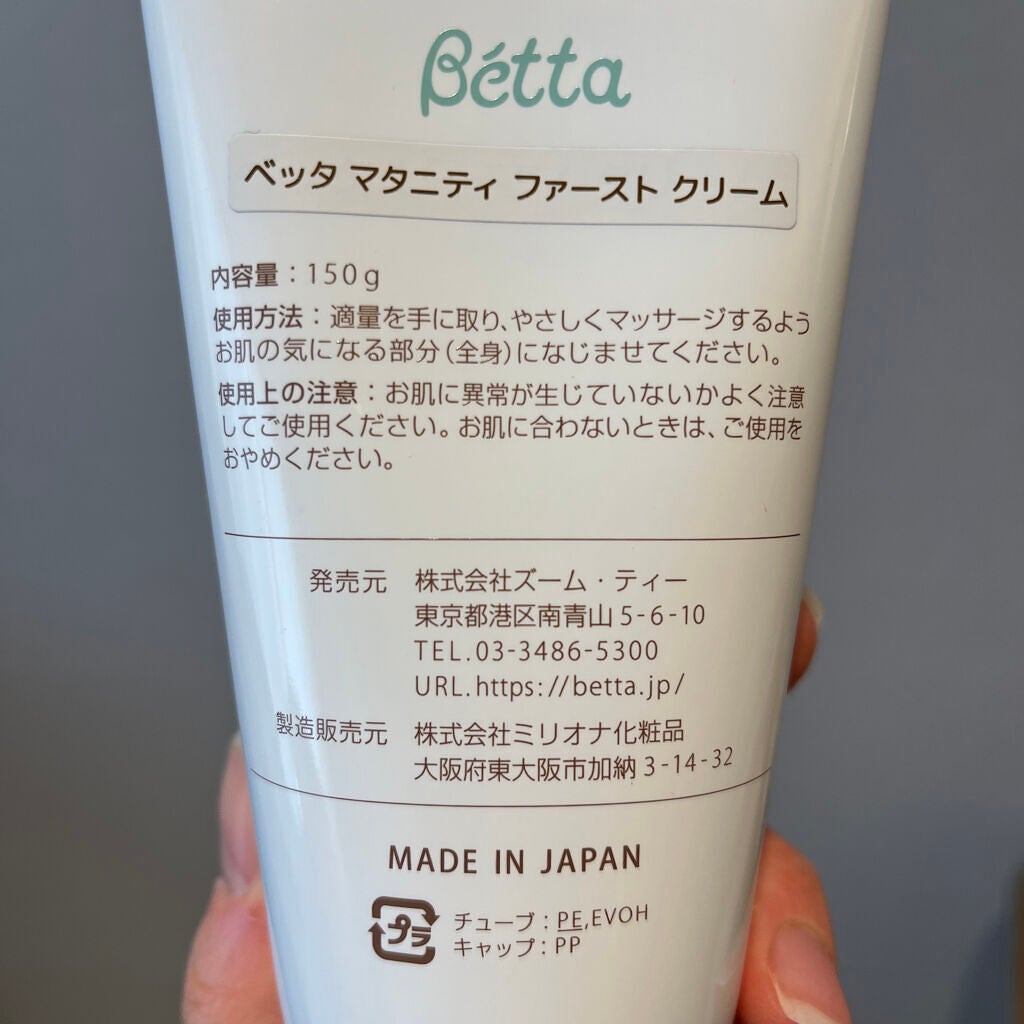 Bétta
ベッタ マタニティ ファースト クリーム
内容量：150g
使用方法：適量を手に取り、やさしくマッサージするよう
お肌の気になる部分（全身）になじませてください。
使用上の注意：お肌に異常が生じていないかよく注意
してご使用ください。お肌に合わないときは、ご使用を
おやめください。
発売元 株式会社ズーム・ティー
東京都港区南青山 5-6-10
TEL.03-3486-5300
URL.https://betta.jp/
製造販売元 株式会社ミリオナ化粧品
大阪府東大阪市加納 3-14-32
MADE IN JAPAN
プラ チューブ：PE,EVOH
キャップ：PP